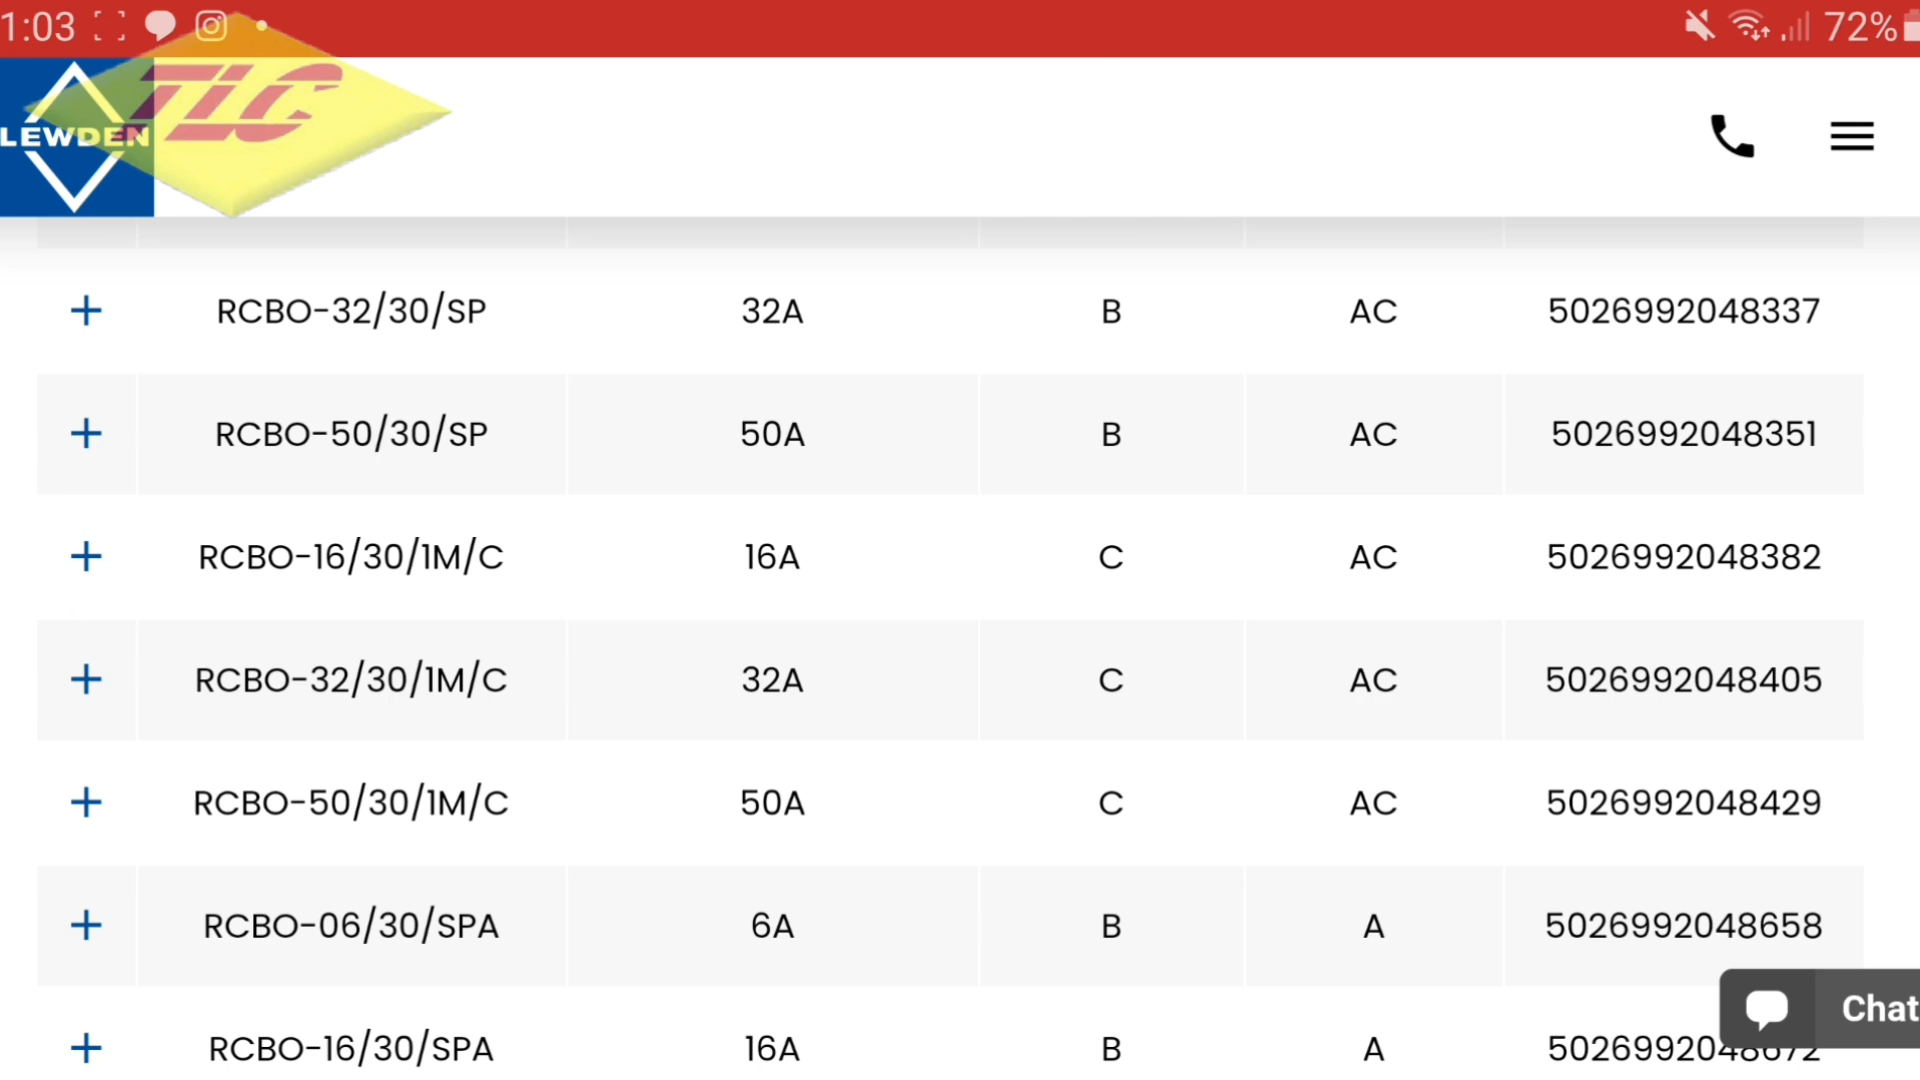 1:03
72%
LEWDEN
TLC
RCBO-32/30/SP 32A B AC 5026992048337
RCBO-50/30/SP 50A B AC 5026992048351
RCBO-16/30/1M/C 16A C AC 5026992048382
RCBO-32/30/1M/C 32A C AC 5026992048405
RCBO-50/30/1M/C 50A C AC 5026992048429
RCBO-06/30/SPA 6A B A 5026992048658
RCBO-16/30/SPA 16A B A 5026992048672
Chat